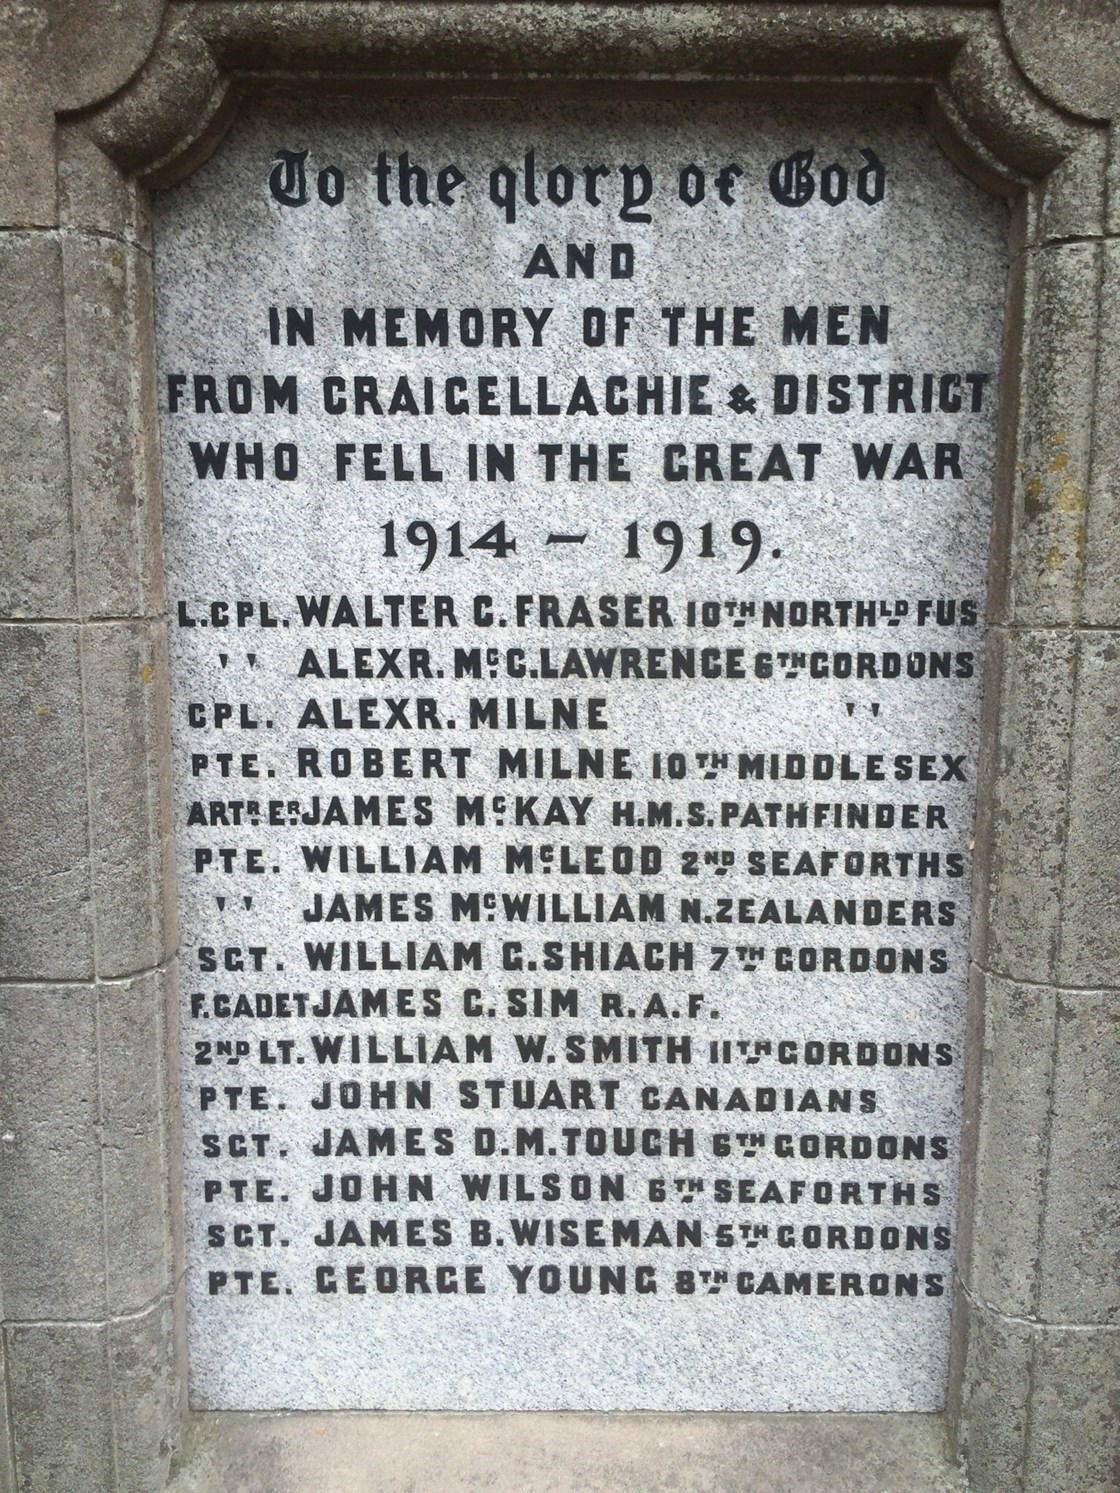 To the glory of God
AND
IN MEMORY OF THE MEN
FROM CRAIGELLACHIE & DISTRICT
WHO FELL IN THE GREAT WAR
1914 – 1919.
L.CPL. WALTER C. FRASER 10TH NORTHLD FUS
" ALEXR. McG. LAWRENCE 6TH GORDONS
CPL. ALEXR. MILNE "
PTE. ROBERT MILNE 10TH MIDDLESEX
ARTR ER JAMES McKAY H.M.S. PATHFINDER
PTE. WILLIAM McLEOD 2ND SEAFORTHS
" JAMES McWILLIAM N.ZEALANDERS
SGT. WILLIAM G. SHIACH 7TH GORDONS
F. CADET JAMES C. SIM R.A.F.
2ND LT. WILLIAM W. SMITH 11TH GORDONS
PTE. JOHN STUART CANADIANS
SGT. JAMES D.M. TOUGH 6TH GORDONS
PTE. JOHN WILSON 6TH SEAFORTHS
SGT. JAMES B. WISEMAN 5TH GORDONS
PTE. GEORGE YOUNG 8TH CAMERONS